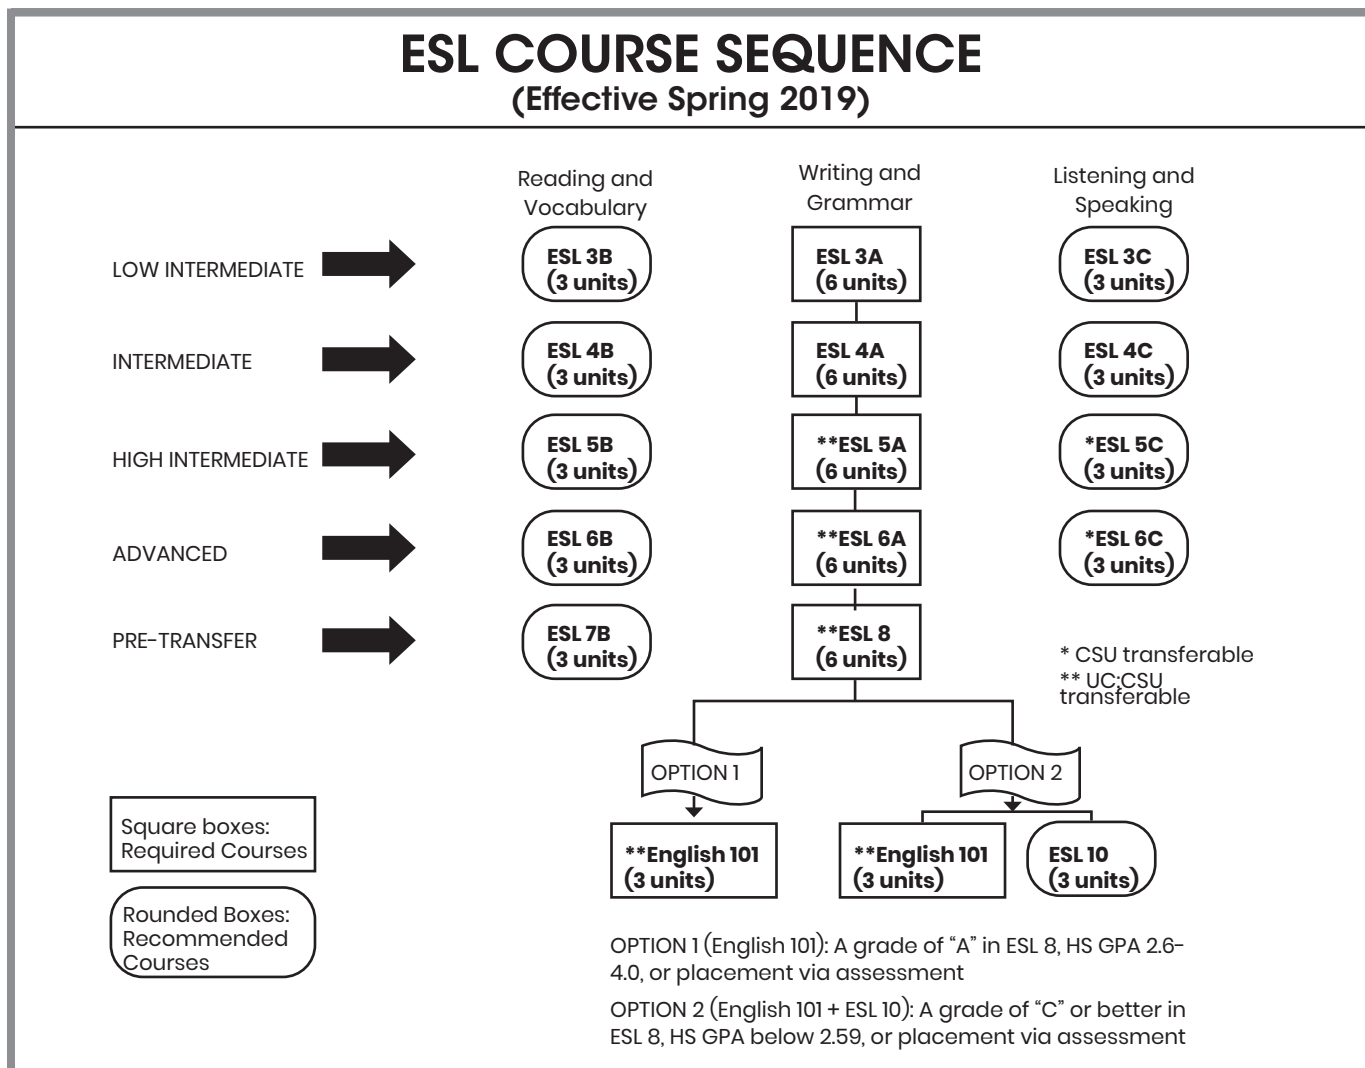 ESL COURSE SEQUENCE
(Effective Spring 2019)
Reading and
Vocabulary
Writing and
Grammar
Listening and
Speaking
LOW INTERMEDIATE
ESL 3B
(3 units)
ESL 3A
(6 units)
ESL 3C
(3 units)
INTERMEDIATE
ESL 4B
(3 units)
ESL 4A
(6 units)
ESL 4C
(3 units)
HIGH INTERMEDIATE
ESL 5B
(3 units)
**ESL 5A
(6 units)
*ESL 5C
(3 units)
ADVANCED
ESL 6B
(3 units)
**ESL 6A
(6 units)
*ESL 6C
(3 units)
PRE-TRANSFER
ESL 7B
(3 units)
**ESL 8
(6 units)
* CSU transferable
** UC;CSU
transferable
OPTION 1
OPTION 2
Square boxes:
Required Courses
**English 101
(3 units)
**English 101
(3 units)
ESL 10
(3 units)
Rounded Boxes:
Recommended
Courses
OPTION 1 (English 101): A grade of “A” in ESL 8, HS GPA 2.6-
4.0, or placement via assessment
OPTION 2 (English 101 + ESL 10): A grade of “C” or better in
ESL 8, HS GPA below 2.59, or placement via assessment